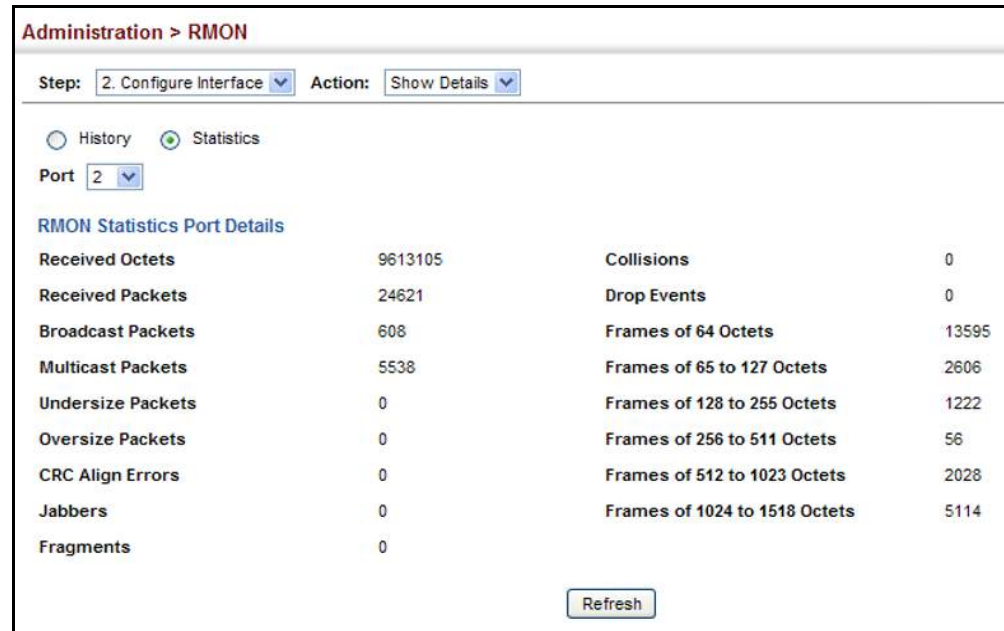 Administration > RMON
Step: 2. Configure Interface Action: Show Details
History Statistics
Port 2
RMON Statistics Port Details
Received Octets 9613105 Collisions 0
Received Packets 24621 Drop Events 0
Broadcast Packets 608 Frames of 64 Octets 13595
Multicast Packets 5538 Frames of 65 to 127 Octets 2606
Undersize Packets 0 Frames of 128 to 255 Octets 1222
Oversize Packets 0 Frames of 256 to 511 Octets 56
CRC Align Errors 0 Frames of 512 to 1023 Octets 2028
Jabbers 0 Frames of 1024 to 1518 Octets 5114
Fragments 0
Refresh